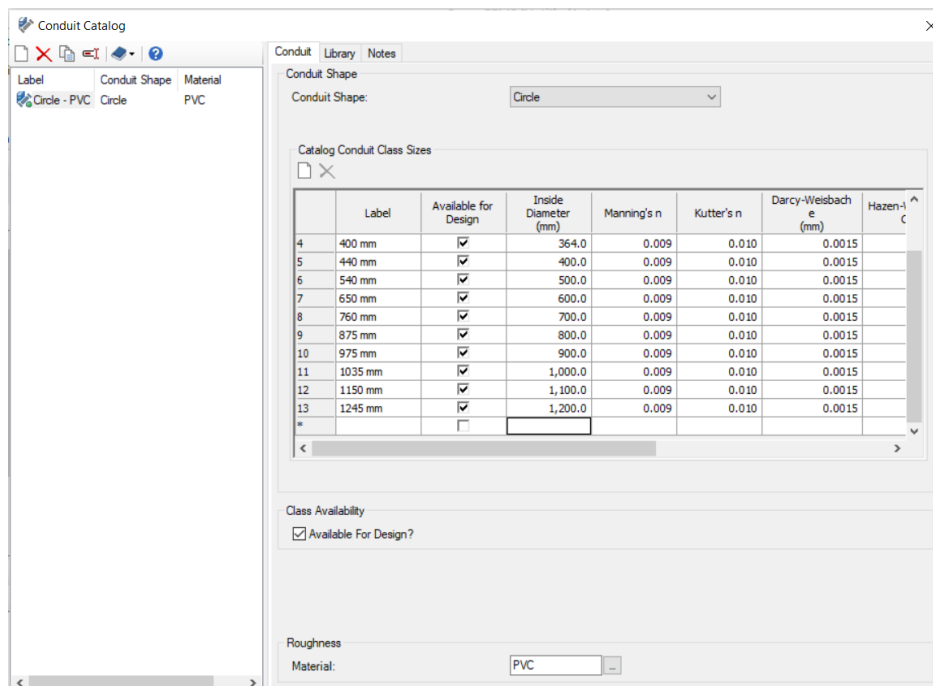 Conduit Catalog
Label Conduit Shape Material
Circle - PVC Circle PVC
Conduit Library Notes
Conduit Shape
Conduit Shape: Circle
Catalog Conduit Class Sizes
Label Available for Design Inside Diameter (mm) Manning's n Kutter's n Darcy-Weisbach e (mm)
4 400 mm 364.0 0.009 0.010 0.0015
5 440 mm 400.0 0.009 0.010 0.0015
6 540 mm 500.0 0.009 0.010 0.0015
7 650 mm 600.0 0.009 0.010 0.0015
8 760 mm 700.0 0.009 0.010 0.0015
9 875 mm 800.0 0.009 0.010 0.0015
10 975 mm 900.0 0.009 0.010 0.0015
11 1035 mm 1,000.0 0.009 0.010 0.0015
12 1150 mm 1,100.0 0.009 0.010 0.0015
13 1245 mm 1,200.0 0.009 0.010 0.0015
*
Class Availability
Available For Design?
Roughness
Material: PVC ...